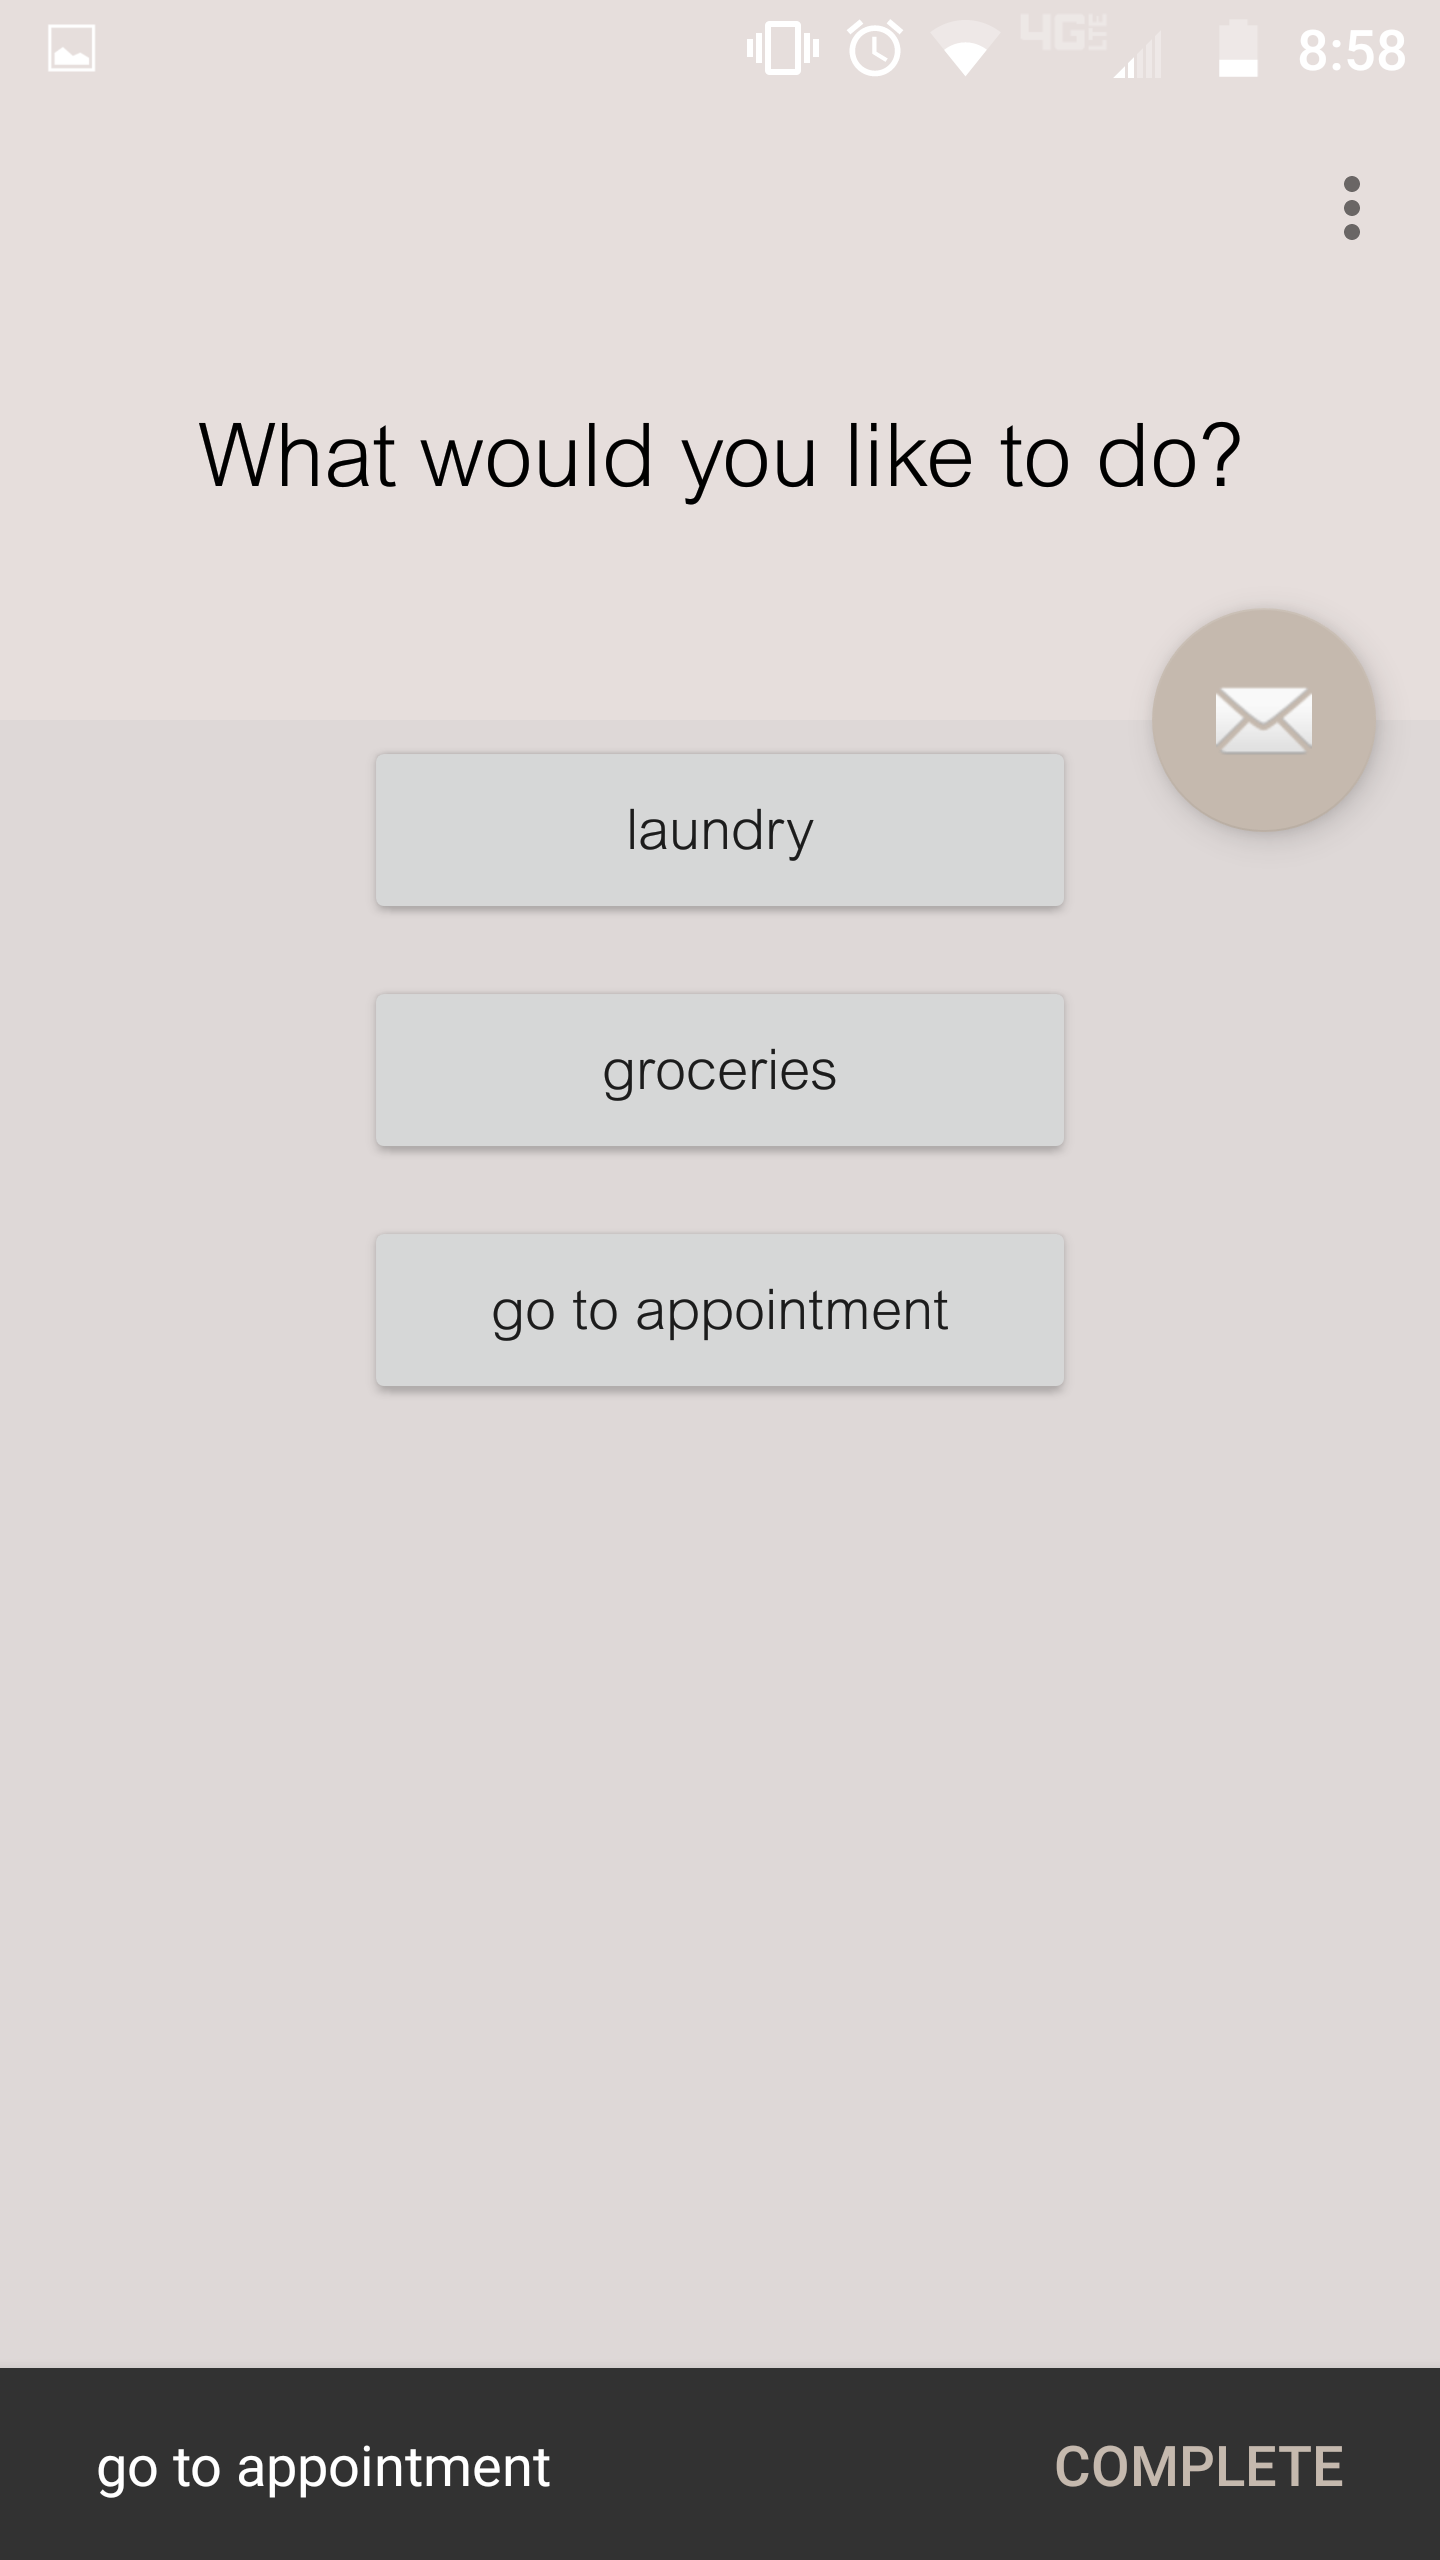 4G LTE 8:58
What would you like to do?
laundry
groceries
go to appointment
go to appointment COMPLETE